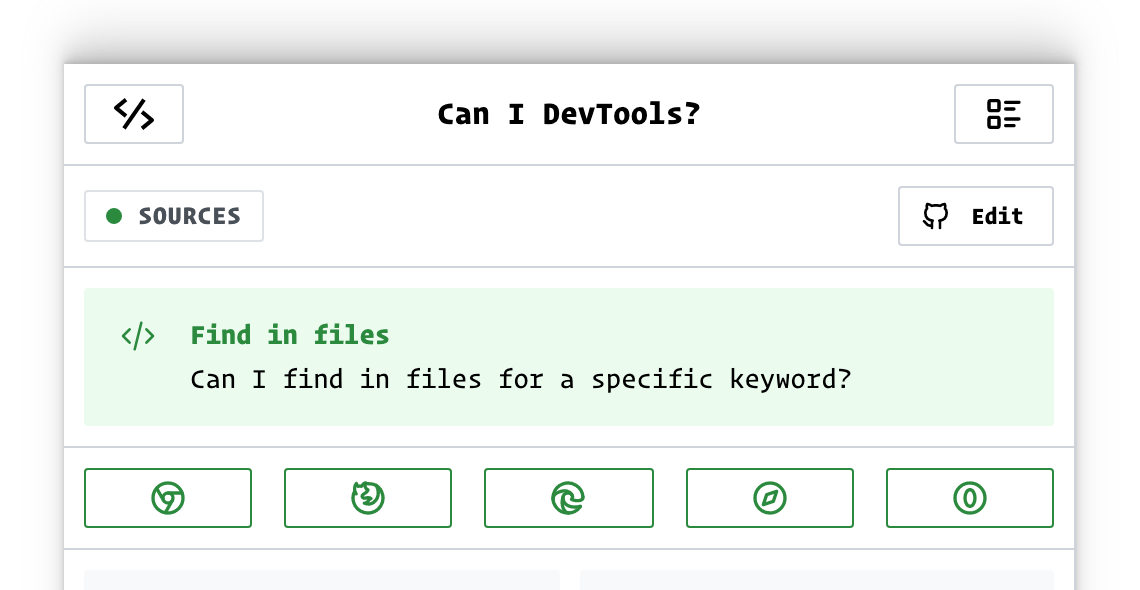 Can I DevTools?
SOURCES
Edit
Find in files
Can I find in files for a specific keyword?